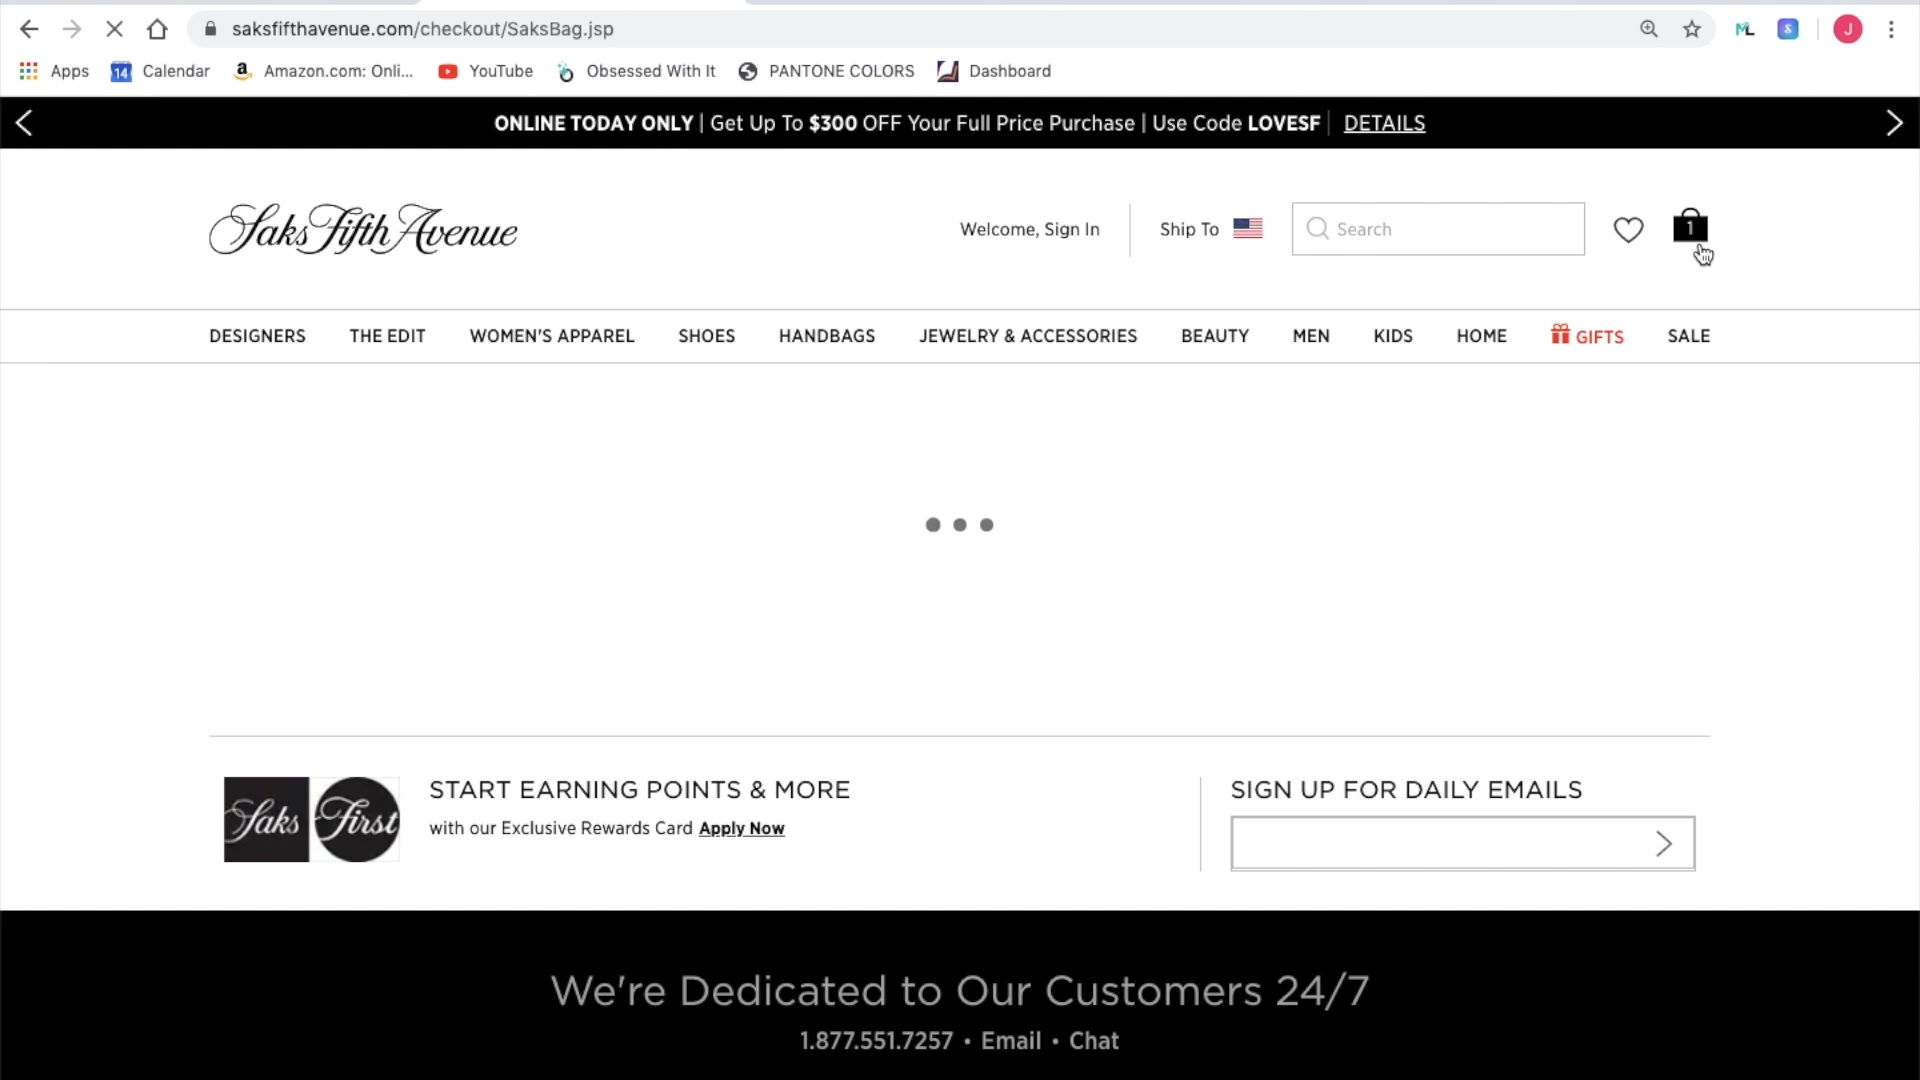 saksfifthavenue.com/checkout/SaksBag.jsp
ML
S
J
Apps
14
Calendar
a
Amazon.com: Onli...
YouTube
Obsessed With It
PANTONE COLORS
Dashboard
ONLINE TODAY ONLY | Get Up To $300 OFF Your Full Price Purchase | Use Code LOVESF | DETAILS
Saks Fifth Avenue
Welcome, Sign In
Ship To
Search
1
DESIGNERS
THE EDIT
WOMEN'S APPAREL
SHOES
HANDBAGS
JEWELRY & ACCESSORIES
BEAUTY
MEN
KIDS
HOME
GIFTS
SALE
Saks First
START EARNING POINTS & MORE
with our Exclusive Rewards Card Apply Now
SIGN UP FOR DAILY EMAILS
We're Dedicated to Our Customers 24/7
1.877.551.7257 • Email • Chat